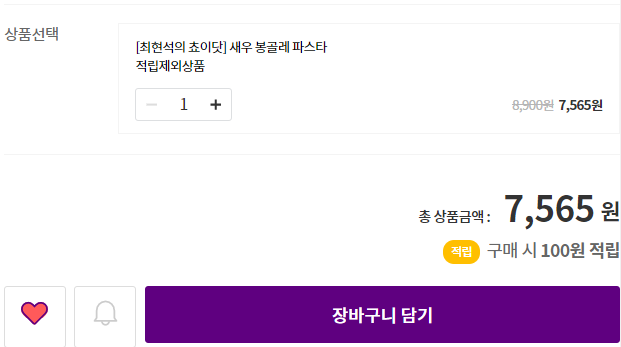 상품선택
[최현석의 쵸이닷] 새우 봉골레 파스타
적립제외상품
1
8,900원 7,565원
총 상품금액 : 7,565 원
적립 구매 시 100원 적립
장바구니 담기